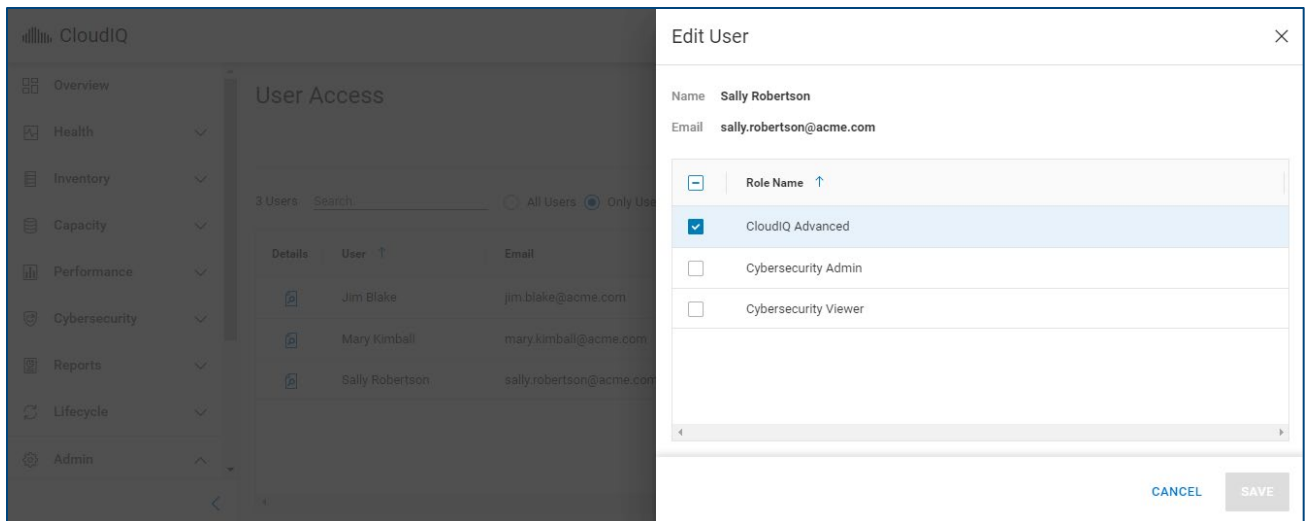 CloudIQ
Overview
Health
Inventory
Capacity
Performance
Cybersecurity
Reports
Lifecycle
Admin
User Access
3 Users Search All Users Only Use
Details User Email
Jim Blake jim.blake@acme.com
Mary Kimball mary.kimball@acme.com
Sally Robertson sally.robertson@acme.com
Edit User
Name Sally Robertson
Email sally.robertson@acme.com
Role Name
CloudIQ Advanced
Cybersecurity Admin
Cybersecurity Viewer
CANCEL SAVE